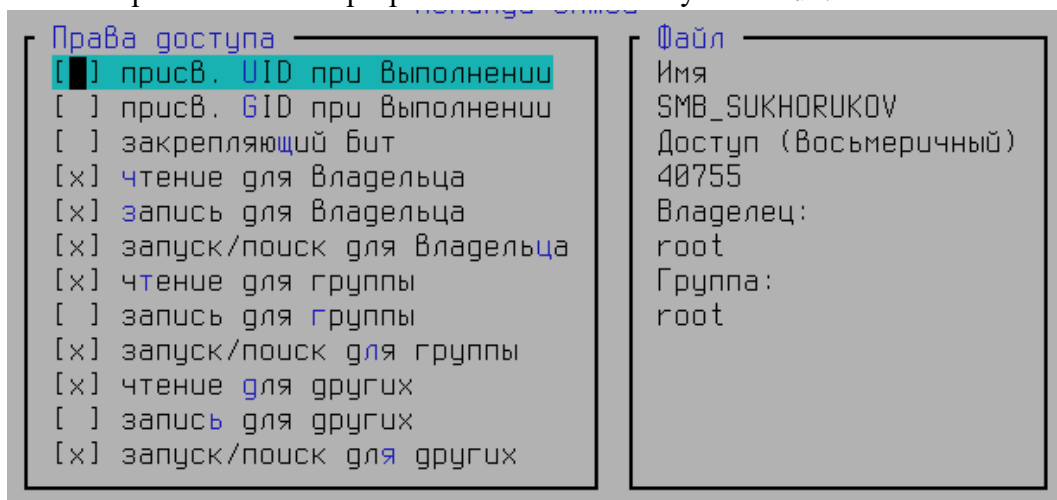 Права доступа
[ ] присв. UID при выполнении
[ ] присв. GID при выполнении
[ ] закрепляющий бит
[x] чтение для владельца
[x] запись для владельца
[x] запуск/поиск для владельца
[x] чтение для группы
[ ] запись для группы
[x] запуск/поиск для группы
[x] чтение для других
[ ] запись для других
[x] запуск/поиск для других
Файл
Имя
SMB_SUKHORUKOV
Доступ (восьмеричный)
40755
Владелец:
root
Группа:
root